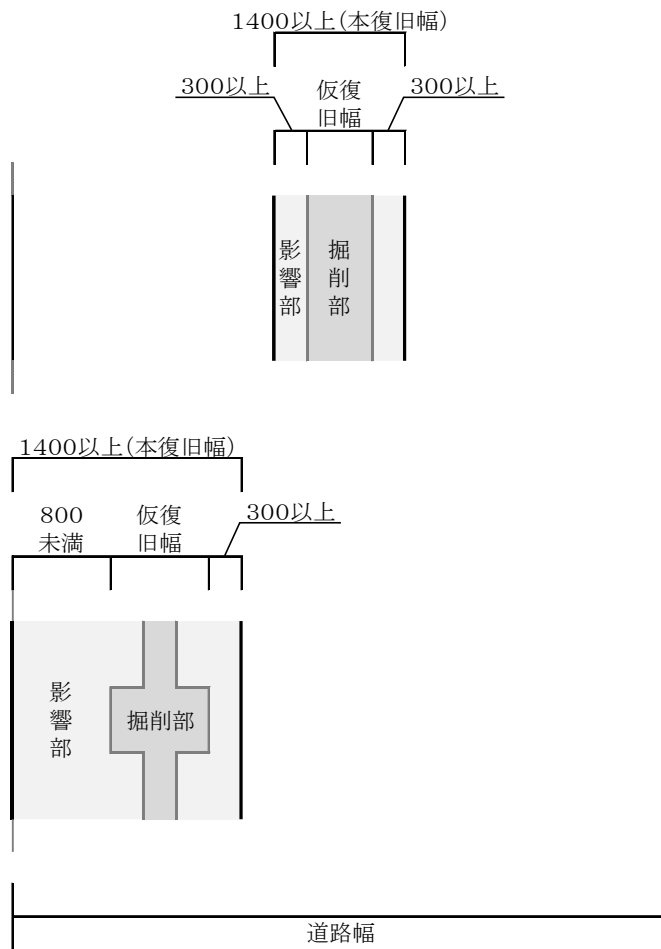 1400以上(本復旧幅)
300以上
仮復
旧幅
300以上
影響部
掘削部
1400以上(本復旧幅)
800
未満
仮復
旧幅
300以上
影響部
掘削部
道路幅